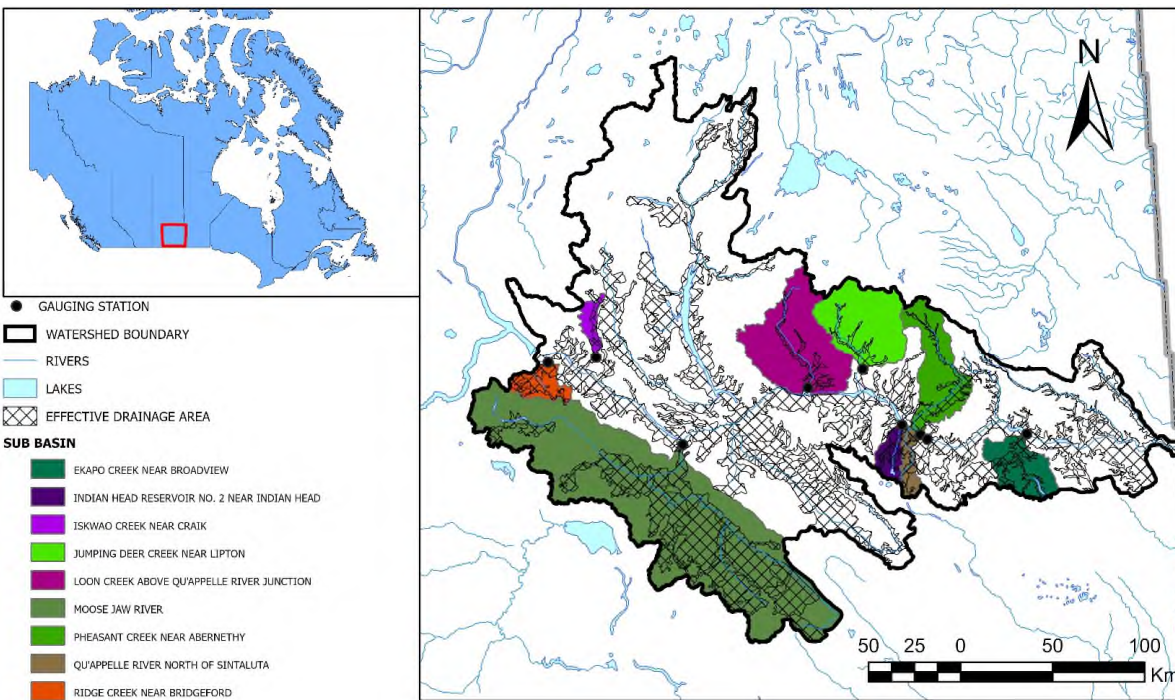 GAUGING STATION
WATERSHED BOUNDARY
RIVERS
LAKES
EFFECTIVE DRAINAGE AREA
SUB BASIN
EKAPO CREEK NEAR BROADVIEW
INDIAN HEAD RESERVOIR NO. 2 NEAR INDIAN HEAD
ISKWAO CREEK NEAR CRAIK
JUMPING DEER CREEK NEAR LIPTON
LOON CREEK ABOVE QU'APPELLE RIVER JUNCTION
MOOSE JAW RIVER
PHEASANT CREEK NEAR ABERNETHY
QU'APPELLE RIVER NORTH OF SINTALUTA
RIDGE CREEK NEAR BRIDGEFORD
N
50 25 0 50 100
Km